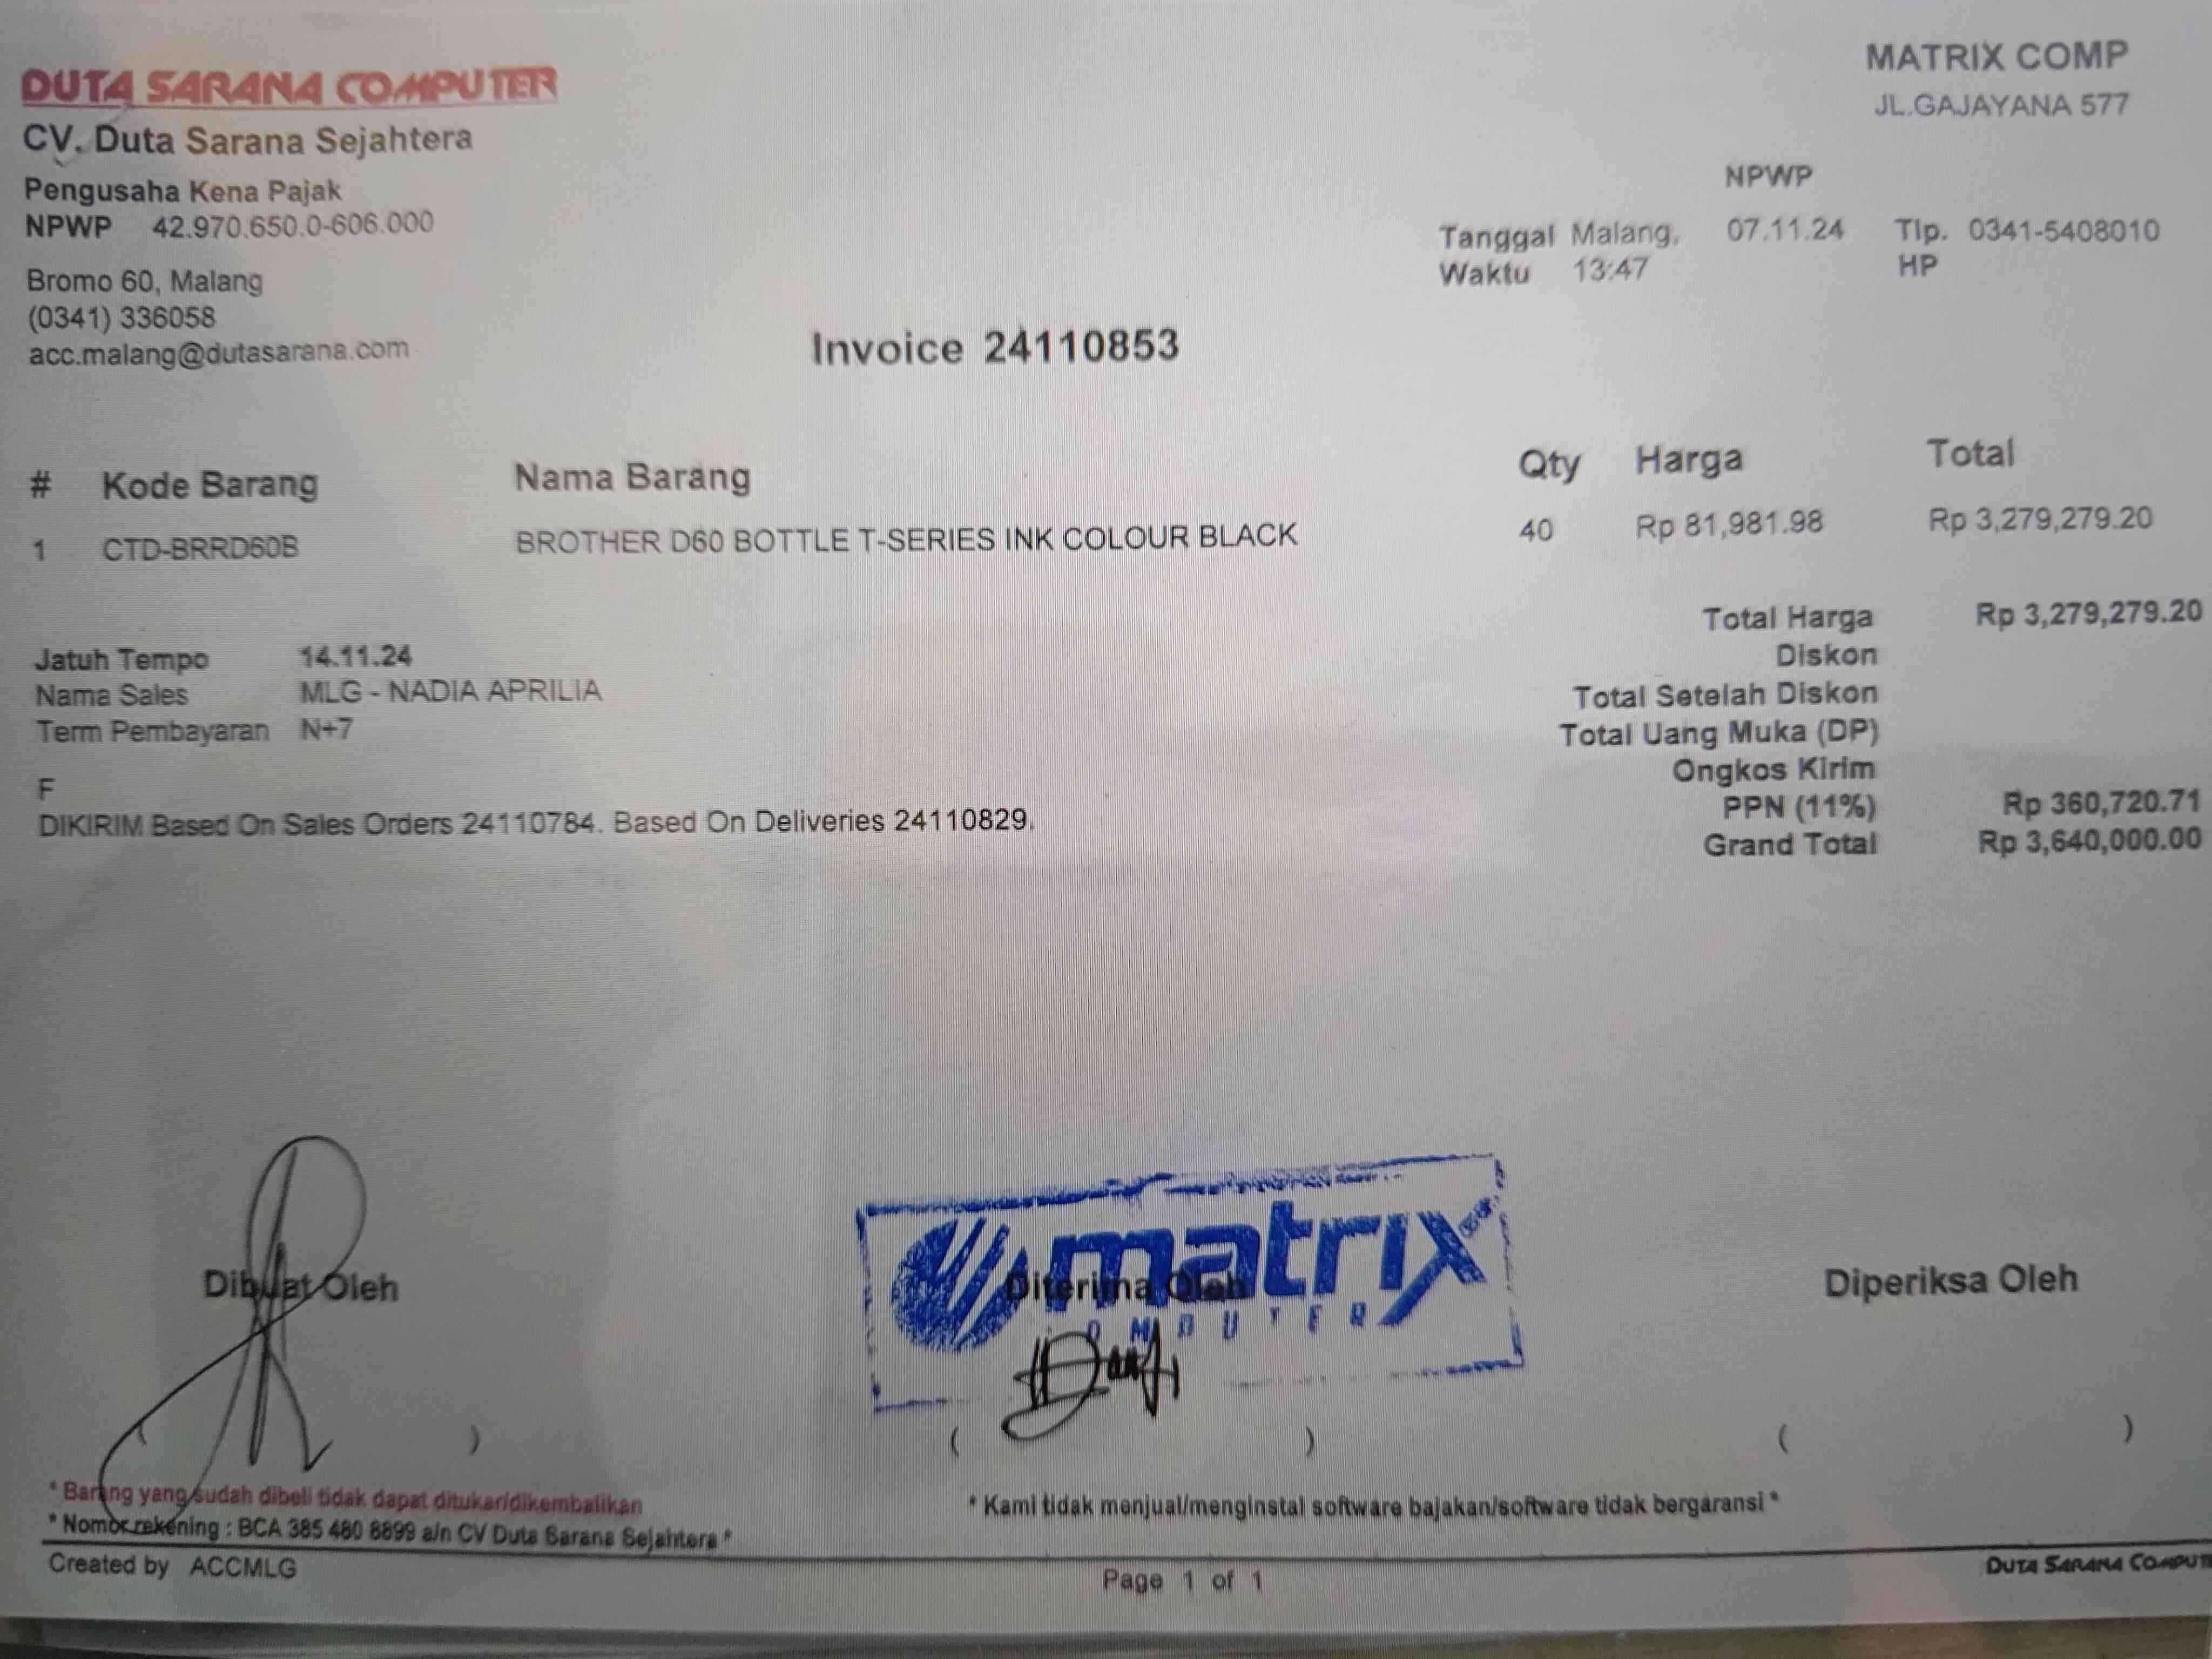 DUTA SARANA COMPUTER
CV. Duta Sarana Sejahtera
Pengusaha Kena Pajak
NPWP 42.970.650.0-606.000
Bromo 60, Malang
(0341) 336058
acc.malang@dutasarana.com
MATRIX COMP
JL.GAJAYANA 577
NPWP
Tanggal Malang, 07.11.24 Tlp. 0341-5408010
Waktu 13:47 HP
Invoice 24110853
# Kode Barang Nama Barang Qty Harga Total
1 CTD-BRRD60B BROTHER D60 BOTTLE T-SERIES INK COLOUR BLACK 40 Rp 81,981.98 Rp 3,279,279.20
Jatuh Tempo 14.11.24
Nama Sales MLG - NADIA APRILIA
Term Pembayaran N+7
F
DIKIRIM Based On Sales Orders 24110784. Based On Deliveries 24110829.
Total Harga Rp 3,279,279.20
Diskon
Total Setelah Diskon
Total Uang Muka (DP)
Ongkos Kirim
PPN (11%) Rp 360,720.71
Grand Total Rp 3,640,000.00
Dibuat Oleh
matrix
Diterima Oleh
OMPUTER
Diperiksa Oleh
) ( ) ( )
* Barang yang sudah dibeli tidak dapat ditukar/dikembalikan
* Nomor rekening : BCA 385 480 8899 a/n CV Duta Sarana Sejahtera *
* Kami tidak menjual/menginstal software bajakan/software tidak bergaransi *
Created by ACCMLG
Page 1 of 1
DUTA SARANA COMPUTE